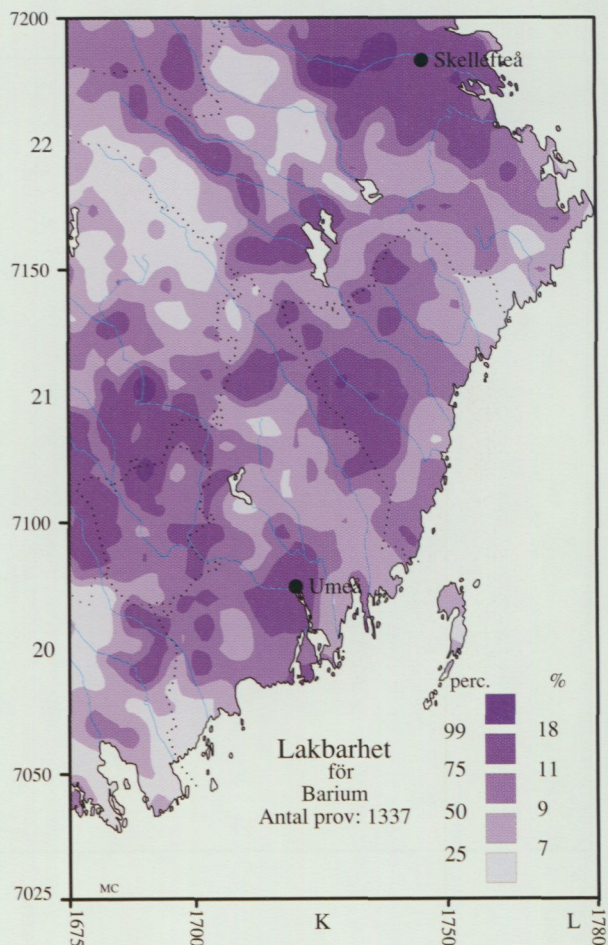 7200
Skellefteå
22
7150
21
7100
Umeå
20
perc. %
99 18
75 11
50 9
25 7
Lakbarhet
för
Barium
Antal prov: 1337
7050
7025
MC
1675 1700 K 1750 L 1780